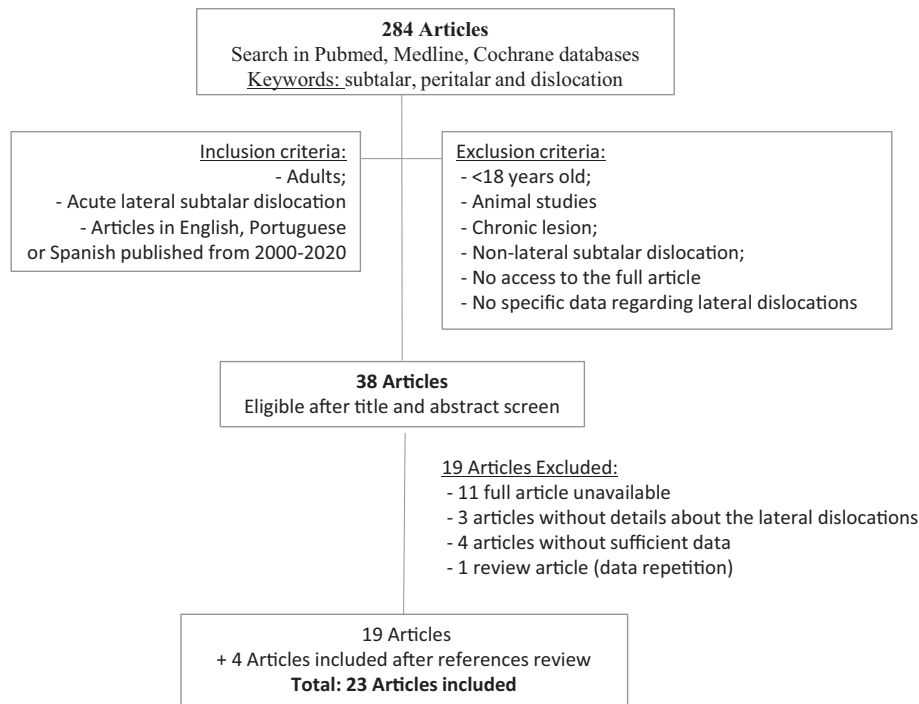 284 Articles
Search in Pubmed, Medline, Cochrane databases
Keywords: subtalar, peritalar and dislocation
Inclusion criteria:
- Adults;
- Acute lateral subtalar dislocation
- Articles in English, Portuguese
or Spanish published from 2000-2020
Exclusion criteria:
- <18 years old;
- Animal studies
- Chronic lesion;
- Non-lateral subtalar dislocation;
- No access to the full article
- No specific data regarding lateral dislocations
38 Articles
Eligible after title and abstract screen
19 Articles Excluded:
- 11 full article unavailable
- 3 articles without details about the lateral dislocations
- 4 articles without sufficient data
- 1 review article (data repetition)
19 Articles
+ 4 Articles included after references review
Total: 23 Articles included